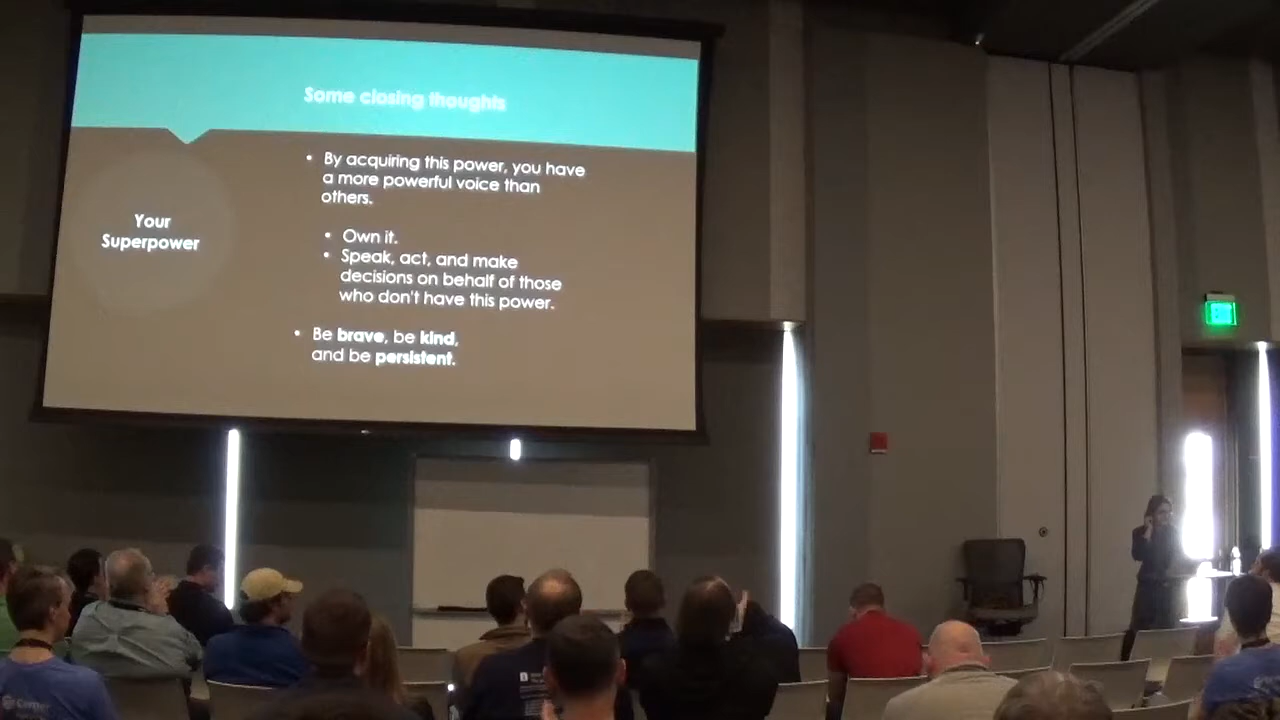 Some closing thoughts
Your
Superpower
• By acquiring this power, you have
a more powerful voice than
others.
• Own it.
• Speak, act, and make
decisions on behalf of those
who don't have this power.
• Be brave, be kind,
and be persistent.